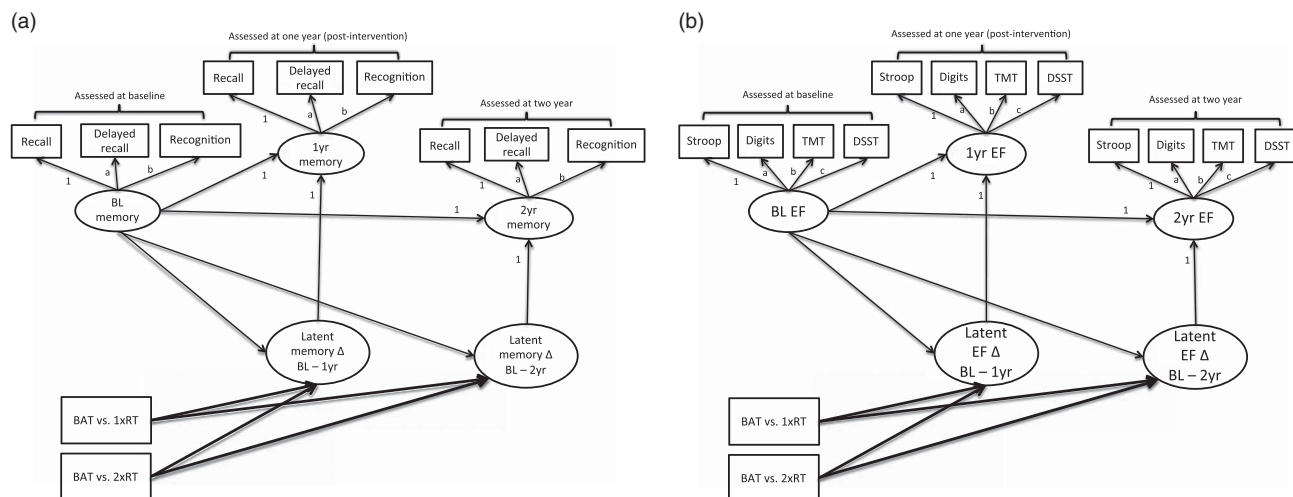 (a)
Assessed at one year (post-intervention)
Recall
Delayed
recall
Recognition
Assessed at baseline
Recall
Delayed
recall
Recognition
1
a
b
1yr
memory
Assessed at two year
Recall
Delayed
recall
Recognition
1
a
b
1
1
1
a
b
BL
memory
1
2yr
memory
1
Latent
memory Δ
BL – 1yr
Latent
memory Δ
BL – 2yr
BAT vs. 1xRT
BAT vs. 2xRT
(b)
Assessed at one year (post-intervention)
Stroop
Digits
TMT
DSST
Assessed at baseline
Stroop
Digits
TMT
DSST
1
a
b
c
1yr EF
Assessed at two year
Stroop
Digits
TMT
DSST
1
a
b
c
1
1
1
a
b
c
BL EF
1
2yr EF
1
Latent
EF Δ
BL – 1yr
Latent
EF Δ
BL – 2yr
BAT vs. 1xRT
BAT vs. 2xRT